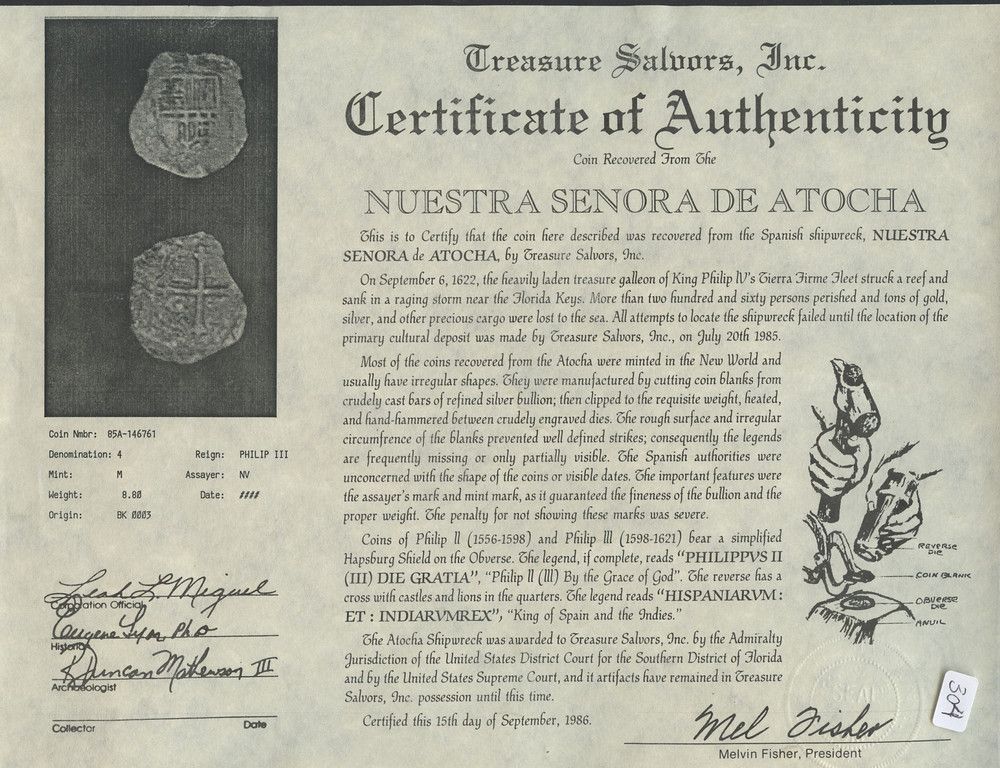 Treasure Salvors, Inc.
Certificate of Authenticity
Coin Recovered From The
NUESTRA SENORA DE ATOCHA
This is to Certify that the coin here described was recovered from the Spanish shipwreck, NUESTRA
SENORA de ATOCHA, by Treasure Salvors, Inc.
On September 6, 1622, the heavily laden treasure galleon of King Philip IV's Tierra Firme Fleet struck a reef and
sank in a raging storm near the Florida Keys. More than two hundred and sixty persons perished and tons of gold,
silver, and other precious cargo were lost to the sea. All attempts to locate the shipwreck failed until the location of the
primary cultural deposit was made by Treasure Salvors, Inc., on July 20th 1985.
Most of the coins recovered from the Atocha were minted in the New World and
usually have irregular shapes. They were manufactured by cutting coin blanks from
crudely cast bars of refined silver bullion; then clipped to the requisite weight, heated,
and hand-hammered between crudely engraved dies. The rough surface and irregular
circumfrence of the blanks prevented well defined strikes; consequently the legends
are frequently missing or only partially visible. The Spanish authorities were
unconcerned with the shape of the coins or visible dates. The important features were
the assayer's mark and mint mark, as it guaranteed the fineness of the bullion and the
proper weight. The penalty for not showing these marks was severe.
Coins of Philip II (1556-1598) and Philip III (1598-1621) bear a simplified
Hapsburg Shield on the Obverse. The legend, if complete, reads "PHILIPPVS II
(III) DIE GRATIA", "Philip II (III) By the Grace of God". The reverse has a
cross with castles and lions in the quarters. The legend reads "HISPANIARVM :
ET : INDIARVMREX", "King of Spain and the Indies."
The Atocha Shipwreck was awarded to Treasure Salvors, Inc. by the Admiralty
Jurisdiction of the United States District Court for the Southern District of Florida
and by the United States Supreme Court, and it artifacts have remained in Treasure
Salvors, Inc. possession until this time.
Certified this 15th day of September, 1986.
REVERSE
DIE
COIN BLANK
OBVERSE
DIE
ANVIL
Coin Nmbr: 85A-146761
Denomination: 4 Reign: PHILIP III
Mint: M Assayer: NV
Weight: 8.80 Date: ####
Origin: BK 0003
Leah L. Miguel
Corporation Official
Eugene Lyon, PhD
Historian
R Duncan Mathewson III
Archaeologist
Collector Date
Mel Fisher
Melvin Fisher, President
SEAL
304